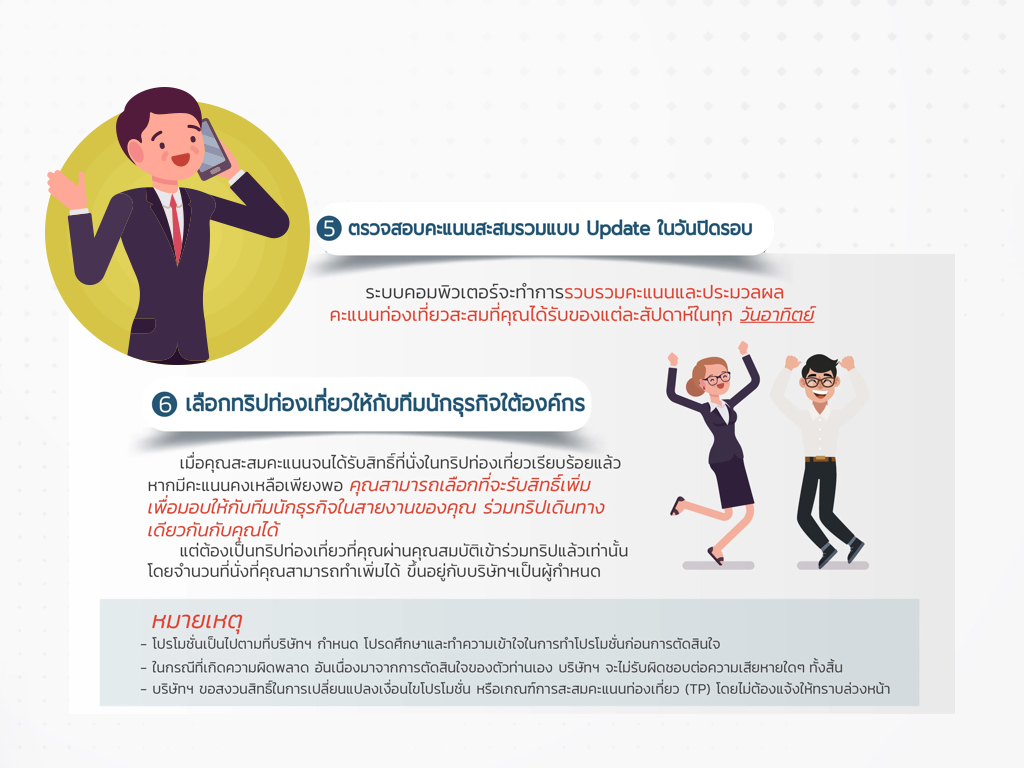 5 ตรวจสอบคะแนนสะสมรวมแบบ Update ในวันปิดรอบ
ระบบคอมพิวเตอร์จะทำการรวบรวมคะแนนและประมวลผล
คะแนนท่องเที่ยวสะสมที่คุณได้รับของแต่ละสัปดาห์ในทุก วันอาทิตย์
6 เลือกทริปท่องเที่ยวให้กับทีมนักธุรกิจใต้องค์กร
เมื่อคุณสะสมคะแนนจนได้รับสิทธิ์ที่นั่งในทริปท่องเที่ยวเรียบร้อยแล้ว
หากมีคะแนนคงเหลือเพียงพอ คุณสามารถเลือกที่จะรับสิทธิ์เพิ่ม
เพื่อมอบให้กับทีมนักธุรกิจในสายงานของคุณ ร่วมทริปเดินทาง
เดียวกันกับคุณได้
แต่ต้องเป็นทริปท่องเที่ยวที่คุณผ่านคุณสมบัติเข้าร่วมทริปแล้วเท่านั้น
โดยจำนวนที่นั่งที่คุณสามารถทำเพิ่มได้ ขึ้นอยู่กับบริษัทฯเป็นผู้กำหนด
หมายเหตุ
- โปรโมชั่นเป็นไปตามที่บริษัทฯ กำหนด โปรดศึกษาและทำความเข้าใจในการทำโปรโมชั่นก่อนการตัดสินใจ
- ในกรณีที่เกิดความผิดพลาด อันเนื่องมาจากการตัดสินใจของตัวท่านเอง บริษัทฯ จะไม่รับผิดชอบต่อความเสียหายใดๆ ทั้งสิ้น
- บริษัทฯ ขอสงวนสิทธิ์ในการเปลี่ยนแปลงเงื่อนไขโปรโมชั่น หรือเกณฑ์การสะสมคะแนนท่องเที่ยว (TP) โดยไม่ต้องแจ้งให้ทราบล่วงหน้า